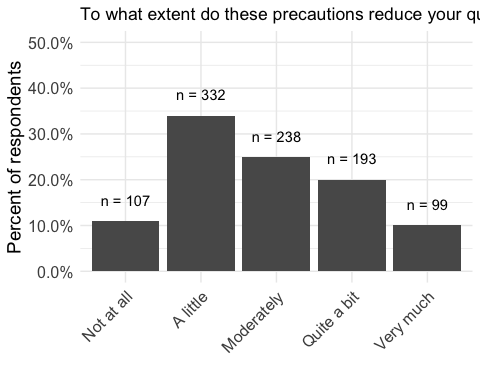 To what extent do these precautions reduce your
50.0%
40.0%
30.0%
20.0%
10.0%
0.0%
Percent of respondents
n = 107
n = 332
n = 238
n = 193
n = 99
Not at all
A little
Moderately
Quite a bit
Very much